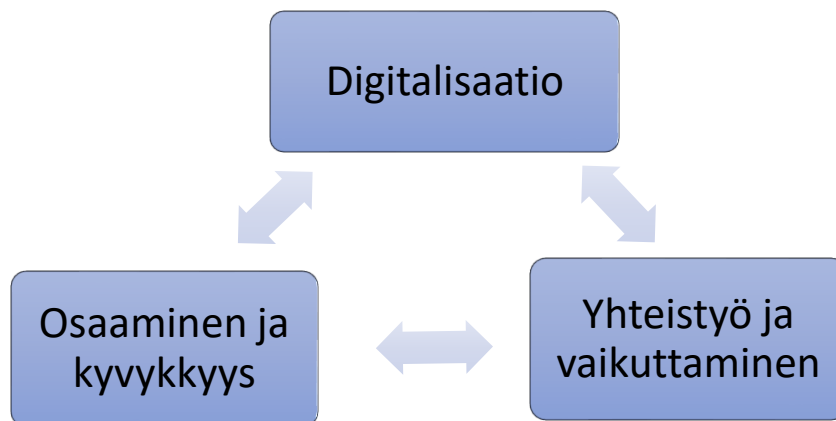 Digitalisaatio
Osaaminen ja
kyvykkyys
Yhteistyö ja
vaikuttaminen